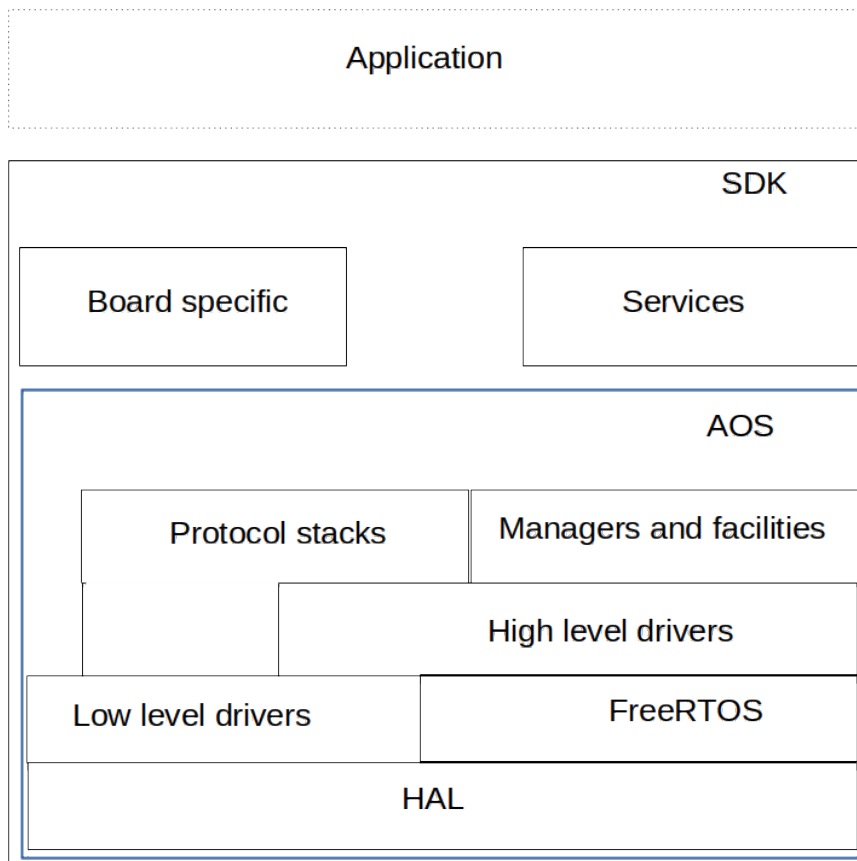 Application
SDK
Board specific
Services
AOS
Protocol stacks
Managers and facilities
High level drivers
Low level drivers
FreeRTOS
HAL